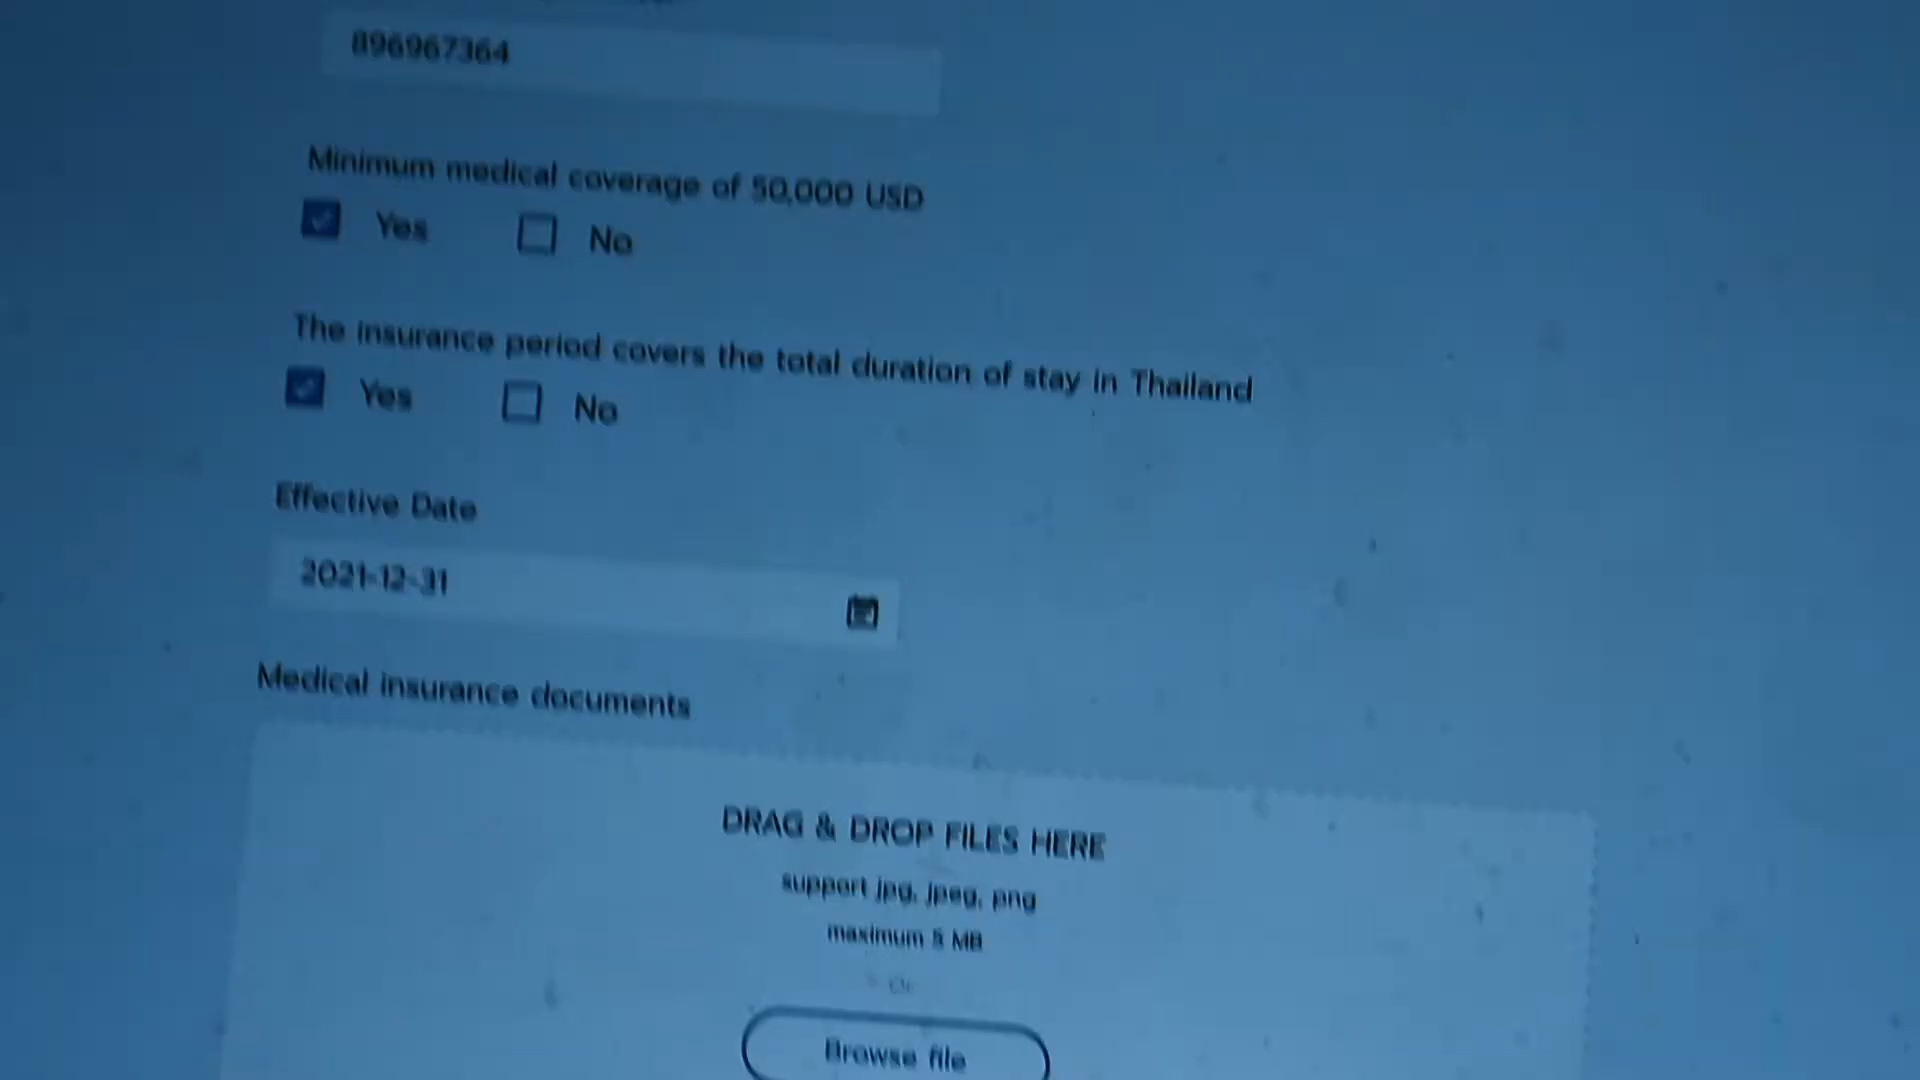 896967364
Minimum medical coverage of 50,000 USD
Yes No
The insurance period covers the total duration of stay in Thailand
Yes No
Effective Date
2021-12-31
Medical insurance documents
DRAG & DROP FILES HERE
support jpg, jpeg, png
maximum 5 MB
Or
Browse file